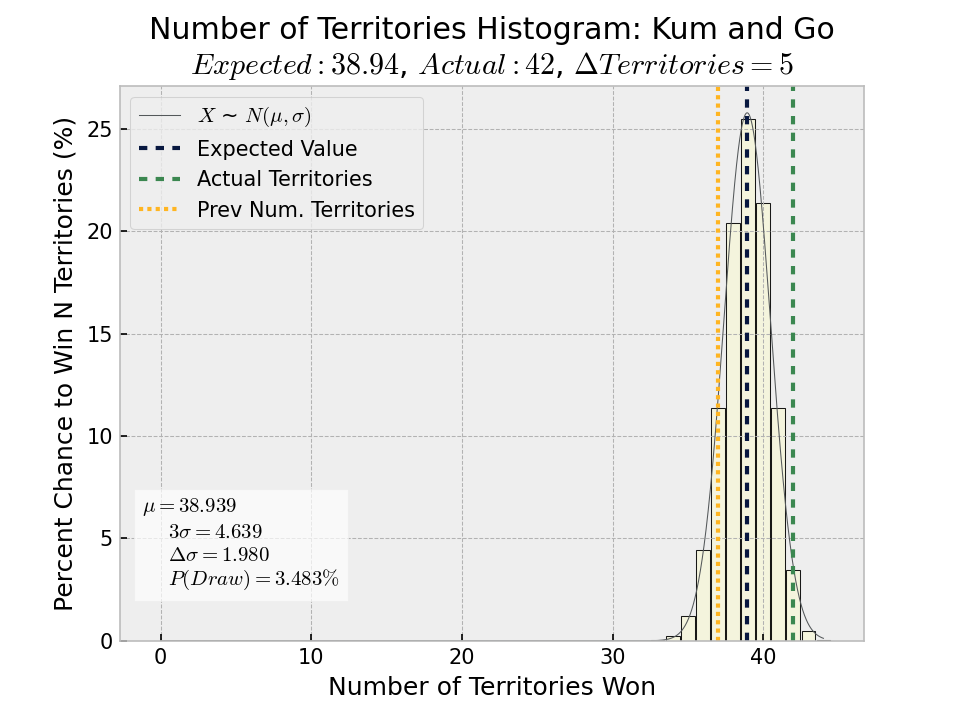 Number of Territories Histogram: Kum and Go
Expected : 38.94, Actual : 42, ΔTerritories = 5
X ~ N(μ, σ)
Expected Value
Actual Territories
Prev Num. Territories
Percent Chance to Win N Territories (%)
25
20
15
10
5
0
μ = 38.939
3σ = 4.639
Δσ = 1.980
P(Draw) = 3.483%
0 10 20 30 40
Number of Territories Won